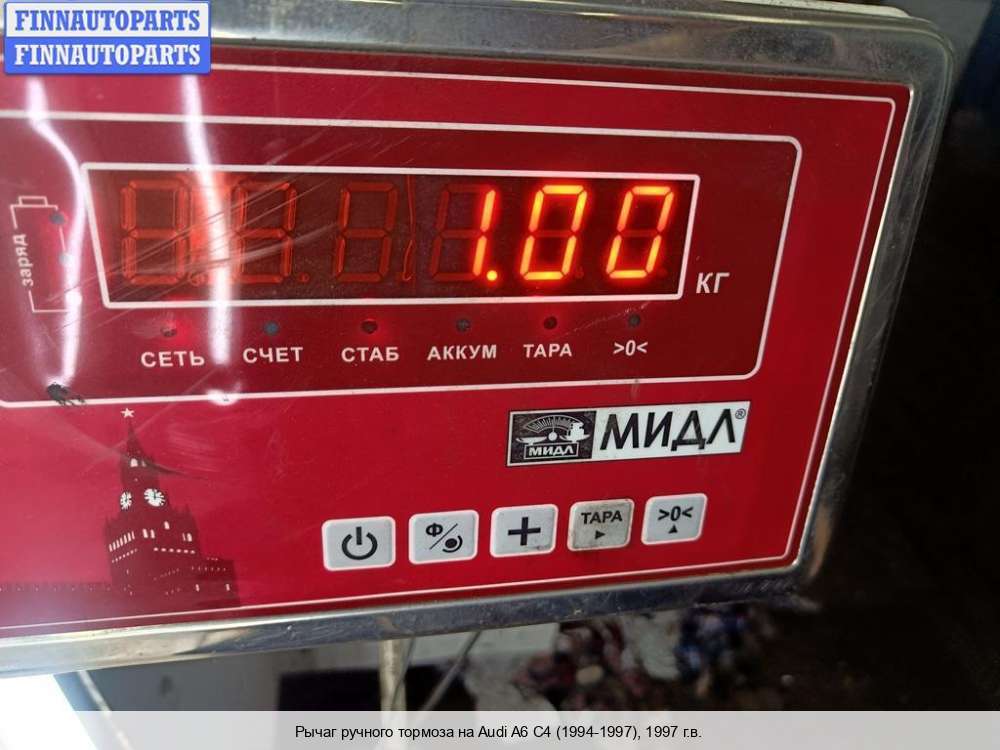 FINNAUTOPARTS
FINNAUTOPARTS
заряд
1.00
КГ
СЕТЬ СЧЕТ СТАБ АККУМ ТАРА >0<
МИДЛ МИДЛ®
Ф ТАРА >0<
Рычаг ручного тормоза на Audi A6 C4 (1994-1997), 1997 г.в.